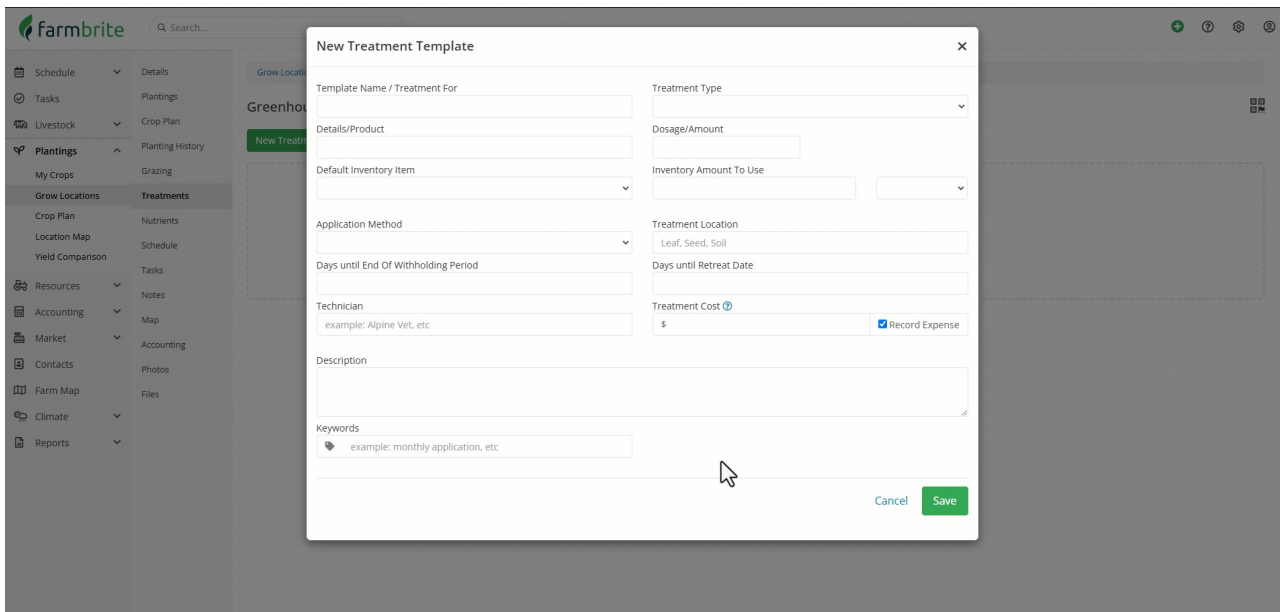 farmbrite
Search...
Schedule
Tasks
Livestock
Plantings
My Crops
Grow Locations
Crop Plan
Location Map
Yield Comparison
Resources
Accounting
Market
Contacts
Farm Map
Climate
Reports
Details
Plantings
Crop Plan
Planting History
Grazing
Treatments
Nutrients
Schedule
Tasks
Notes
Map
Accounting
Photos
Files
Grow Locatio
Greenhou
New Treatm
New Treatment Template
Template Name / Treatment For
Treatment Type
Details/Product
Dosage/Amount
Default Inventory Item
Inventory Amount To Use
Application Method
Treatment Location
Leaf, Seed, Soil
Days until End Of Withholding Period
Days until Retreat Date
Technician
example: Alpine Vet, etc
Treatment Cost
$
Record Expense
Description
Keywords
example: monthly application, etc
Cancel
Save